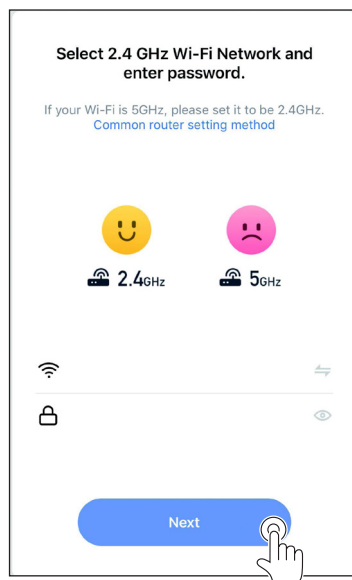 Select 2.4 GHz Wi-Fi Network and
enter password.
If your Wi-Fi is 5GHz, please set it to be 2.4GHz.
Common router setting method
2.4GHz 5GHz
Next